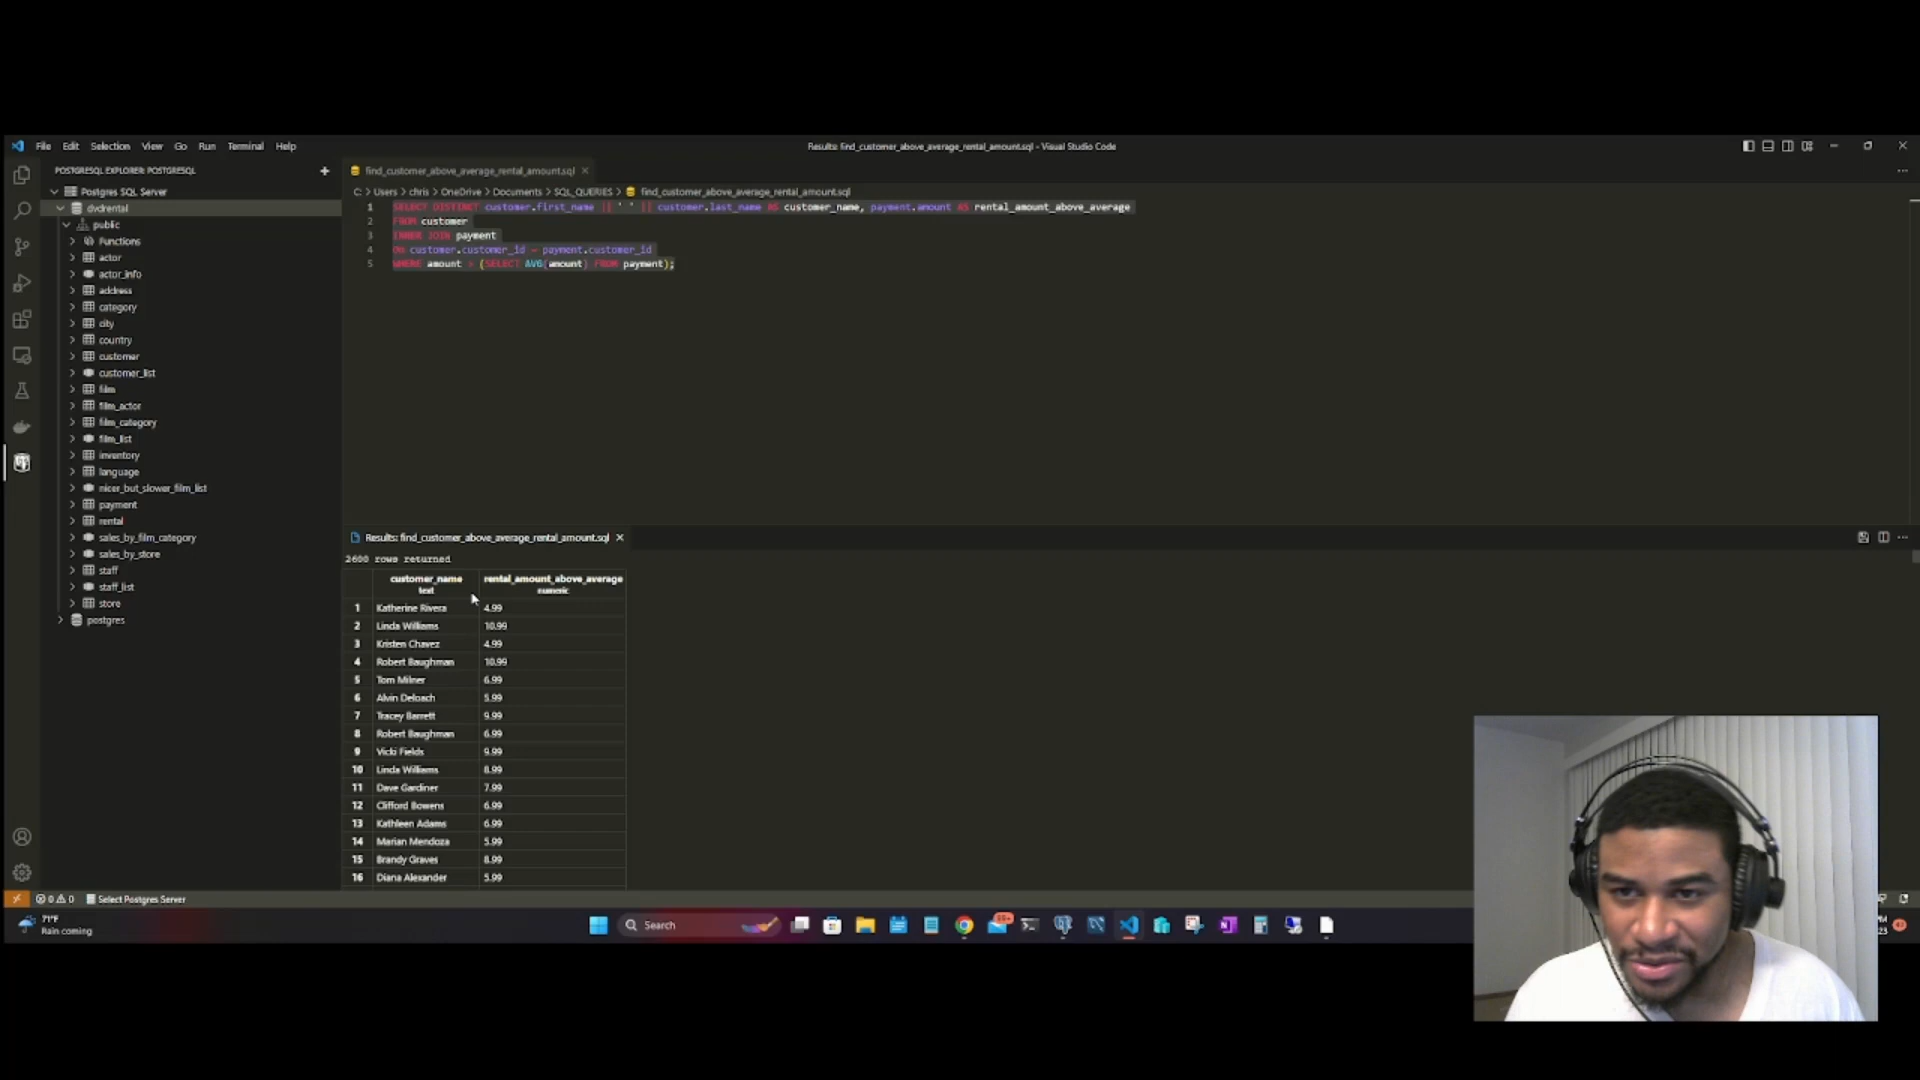 File Edit Selection View Go Run Terminal Help
Results: find_customer_above_average_rental_amount.sql - Visual Studio Code
POSTGRESQL EXPLORER: POSTGRESQL
Postgres SQL Server
dvdrental
public
Functions
actor
actor_info
address
category
city
country
customer
customer_list
film
film_actor
film_category
film_list
inventory
language
nicer_but_slower_film_list
payment
rental
sales_by_film_category
sales_by_store
staff
staff_list
store
postgres
find_customer_above_average_rental_amount.sql
C: > Users > chris > OneDrive > Documents > SQL_QUERIES > find_customer_above_average_rental_amount.sql
1 SELECT DISTINCT customer.first_name || ' ' || customer.last_name AS customer_name, payment.amount AS rental_amount_above_average
2 FROM customer
3 INNER JOIN payment
4 ON customer.customer_id = payment.customer_id
5 WHERE amount > (SELECT AVG(amount) FROM payment);
Results: find_customer_above_average_rental_amount.sql
2600 rows returned
customer_name rental_amount_above_average
text numeric
1 Katherine Rivera 4.99
2 Linda Williams 10.99
3 Kristen Chavez 4.99
4 Robert Baughman 10.99
5 Tom Milner 6.99
6 Alvin Deloach 5.99
7 Tracey Barrett 9.99
8 Robert Baughman 6.99
9 Vicki Fields 9.99
10 Linda Williams 8.99
11 Dave Gardiner 7.99
12 Clifford Bowens 6.99
13 Kathleen Adams 6.99
14 Marian Mendoza 5.99
15 Brandy Graves 8.99
16 Diana Alexander 5.99
0 0 Select Postgres Server
71°F
Rain coming
Search
99+